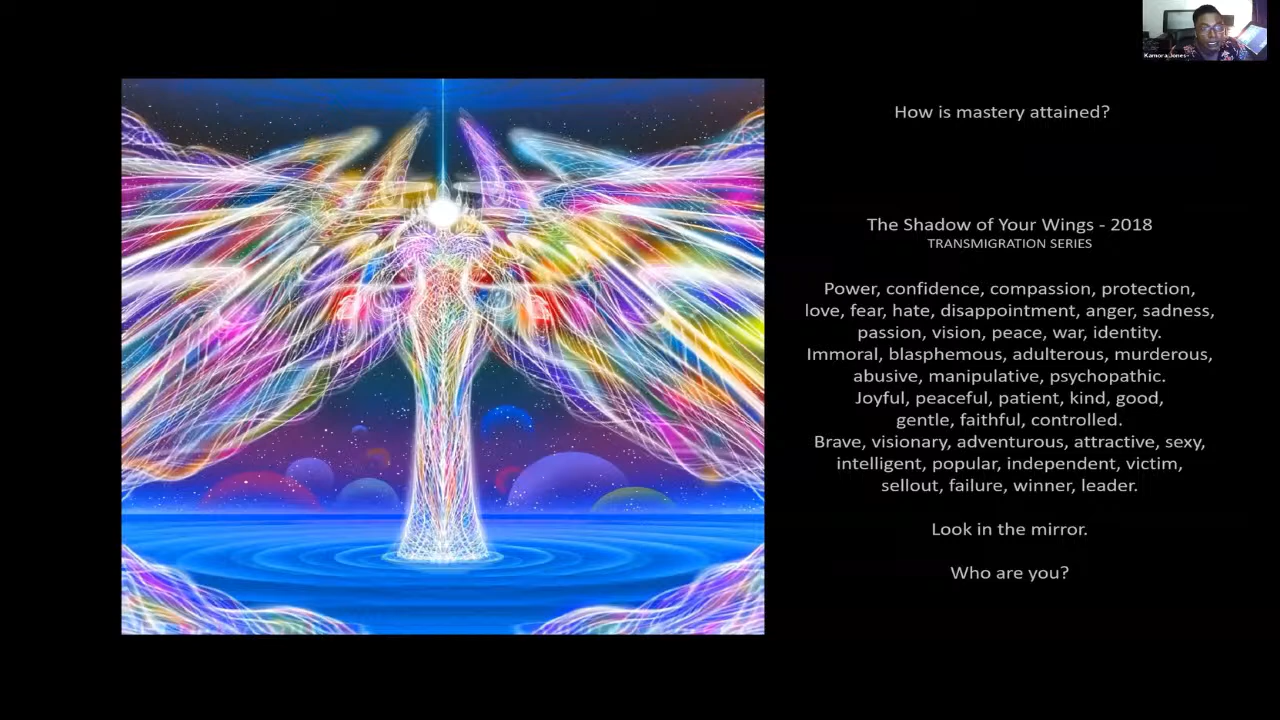 Kamora Jones
How is mastery attained?
The Shadow of Your Wings - 2018
TRANSMIGRATION SERIES
Power, confidence, compassion, protection,
love, fear, hate, disappointment, anger, sadness,
passion, vision, peace, war, identity.
Immoral, blasphemous, adulterous, murderous,
abusive, manipulative, psychopathic.
Joyful, peaceful, patient, kind, good,
gentle, faithful, controlled.
Brave, visionary, adventurous, attractive, sexy,
intelligent, popular, independent, victim,
sellout, failure, winner, leader.
Look in the mirror.
Who are you?